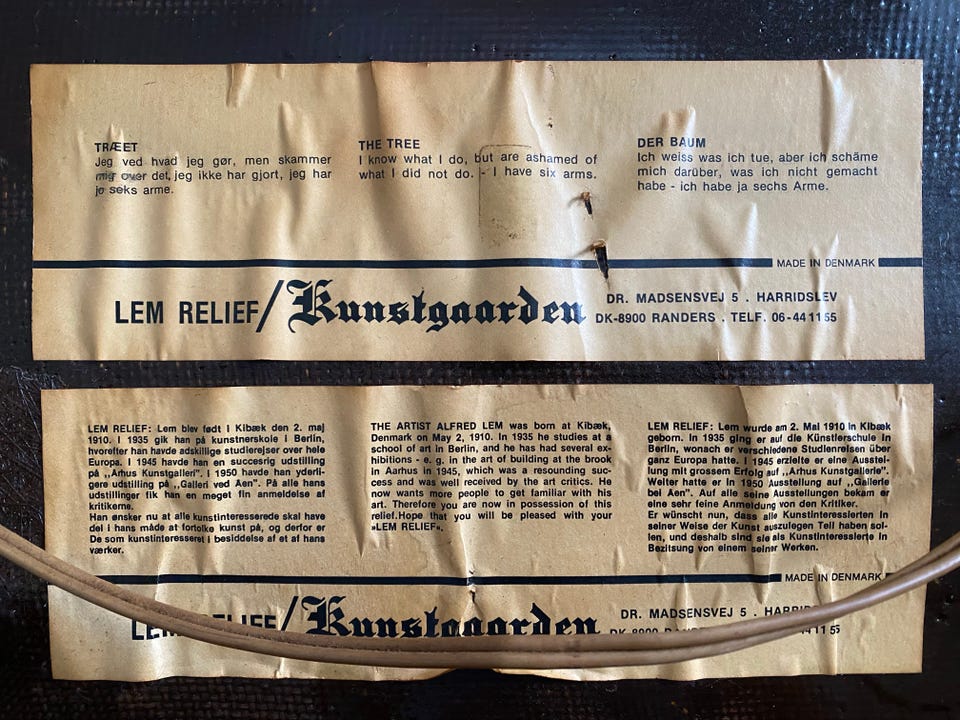 TRÆET
Jeg ved hvad jeg gør, men skammer
mig over det, jeg ikke har gjort, jeg har
jo seks arme.
THE TREE
I know what I do, but are ashamed of
what I did not do. - I have six arms.
DER BAUM
Ich weiss was ich tue, aber ich schäme
mich darüber, was ich nicht gemacht
habe - ich habe ja sechs Arme.
MADE IN DENMARK
LEM RELIEF/Kunstgaarden
DR. MADSENSVEJ 5 . HARRIDSLEV
DK-8900 RANDERS . TELF. 06-44 11 55
LEM RELIEF: Lem blev født i Kibæk den 2. maj
1910. I 1935 gik han på kunstnerskole i Berlin,
hvorefter han havde adskillige studierejser over hele
Europa. I 1945 havde han en succesrig udstilling
på „Arhus Kunstgalleri". I 1950 havde han yderli-
gere udstilling på „Galleri ved Aen". På alle hans
udstillinger fik han en meget fin anmeldelse af
kritikerne.
Han ønsker nu at alle kunstinteresserede skal have
del i hans måde at fortolke kunst på, og derfor er
De som kunstinteresseret i besiddelse af et af hans
værker.
THE ARTIST ALFRED LEM was born at Kibæk,
Denmark on May 2, 1910. In 1935 he studies at a
school of art in Berlin, and he has had several ex-
hibitions - e. g. in the art of building at the brook
in Aarhus in 1945, which was a resounding suc-
cess and was well received by the art critics. He
now wants more people to get familiar with his
art. Therefore you are now in possession of this
relief.Hope that you will be pleased with your
»LEM RELIEF«.
LEM RELIEF: Lem wurde am 2. Mai 1910 in Kibæk
geborn. In 1935 ging er auf die Künstlerschule in
Berlin, wonach er verschiedene Studienreisen über
ganz Europa hatte. I 1945 erzielte er eine Ausstel-
lung mit grossem Erfolg auf „Arhus Kunstgallerie".
Welter hatte er in 1950 Ausstellung auf „Gallerie
bei Aen". Auf alle seine Ausstellungen bekam er
eine sehr feine Anmeldung von den Kritiker.
Er wünscht nun, dass alle Kunstinteressierten in
seiner Weise der Kunst auszulegen Teil haben sol-
len, und deshalb sind sie als Kunstinteressierte in
Bezitsung von einem seiner Werken.
MADE IN DENMARK
LEM RELIEF/Kunstgaarden
DR. MADSENSVEJ 5 .
DK-8900 11 55